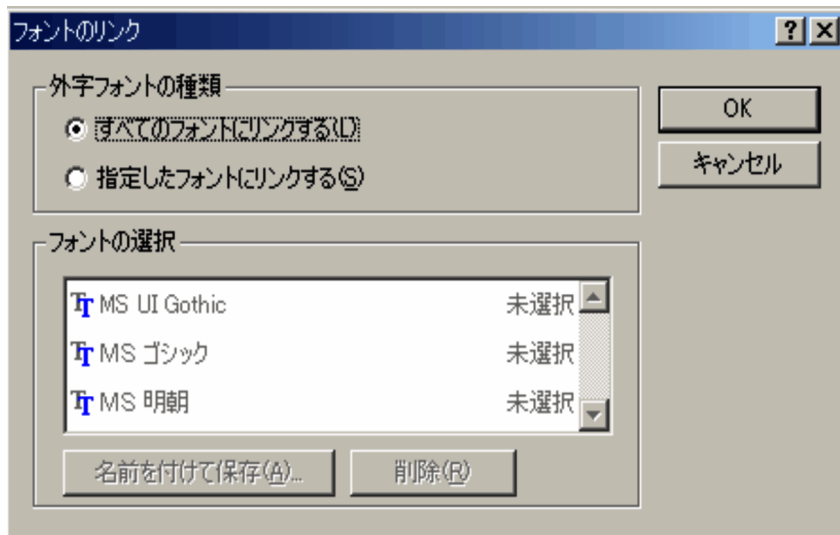 フォントのリンク
外字フォントの種類
すべてのフォントにリンクする(L)
指定したフォントにリンクする(S)
OK
キャンセル
フォントの選択
MS UI Gothic 未選択
MS ゴシック 未選択
MS 明朝 未選択
名前を付けて保存(A)... 削除(R)